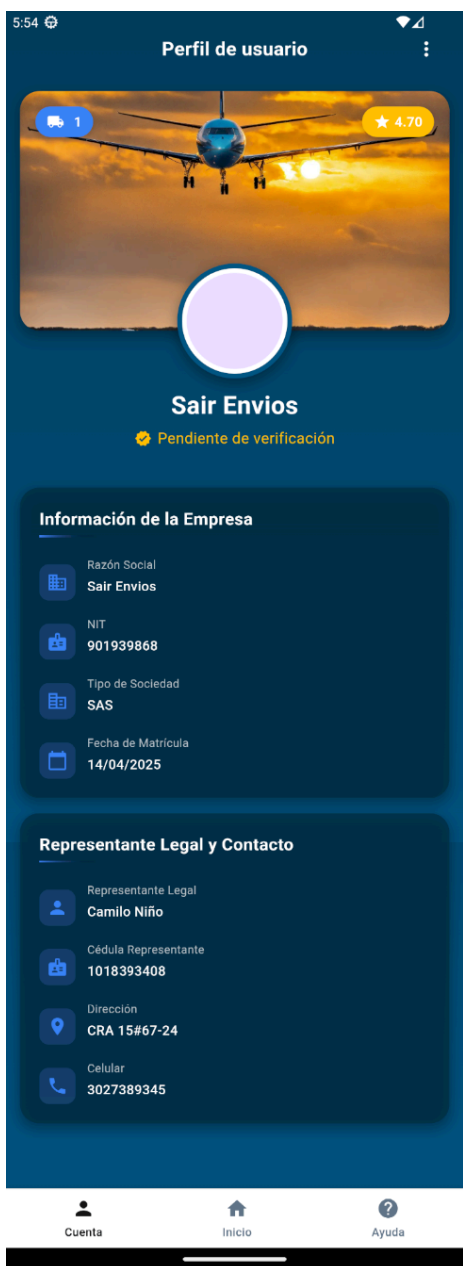 5:54
Perfil de usuario
1
4.70
Sair Envios
Pendiente de verificación
Información de la Empresa
Razón Social
Sair Envios
NIT
901939868
Tipo de Sociedad
SAS
Fecha de Matrícula
14/04/2025
Representante Legal y Contacto
Representante Legal
Camilo Niño
Cédula Representante
1018393408
Dirección
CRA 15#67-24
Celular
3027389345
Cuenta
Inicio
Ayuda